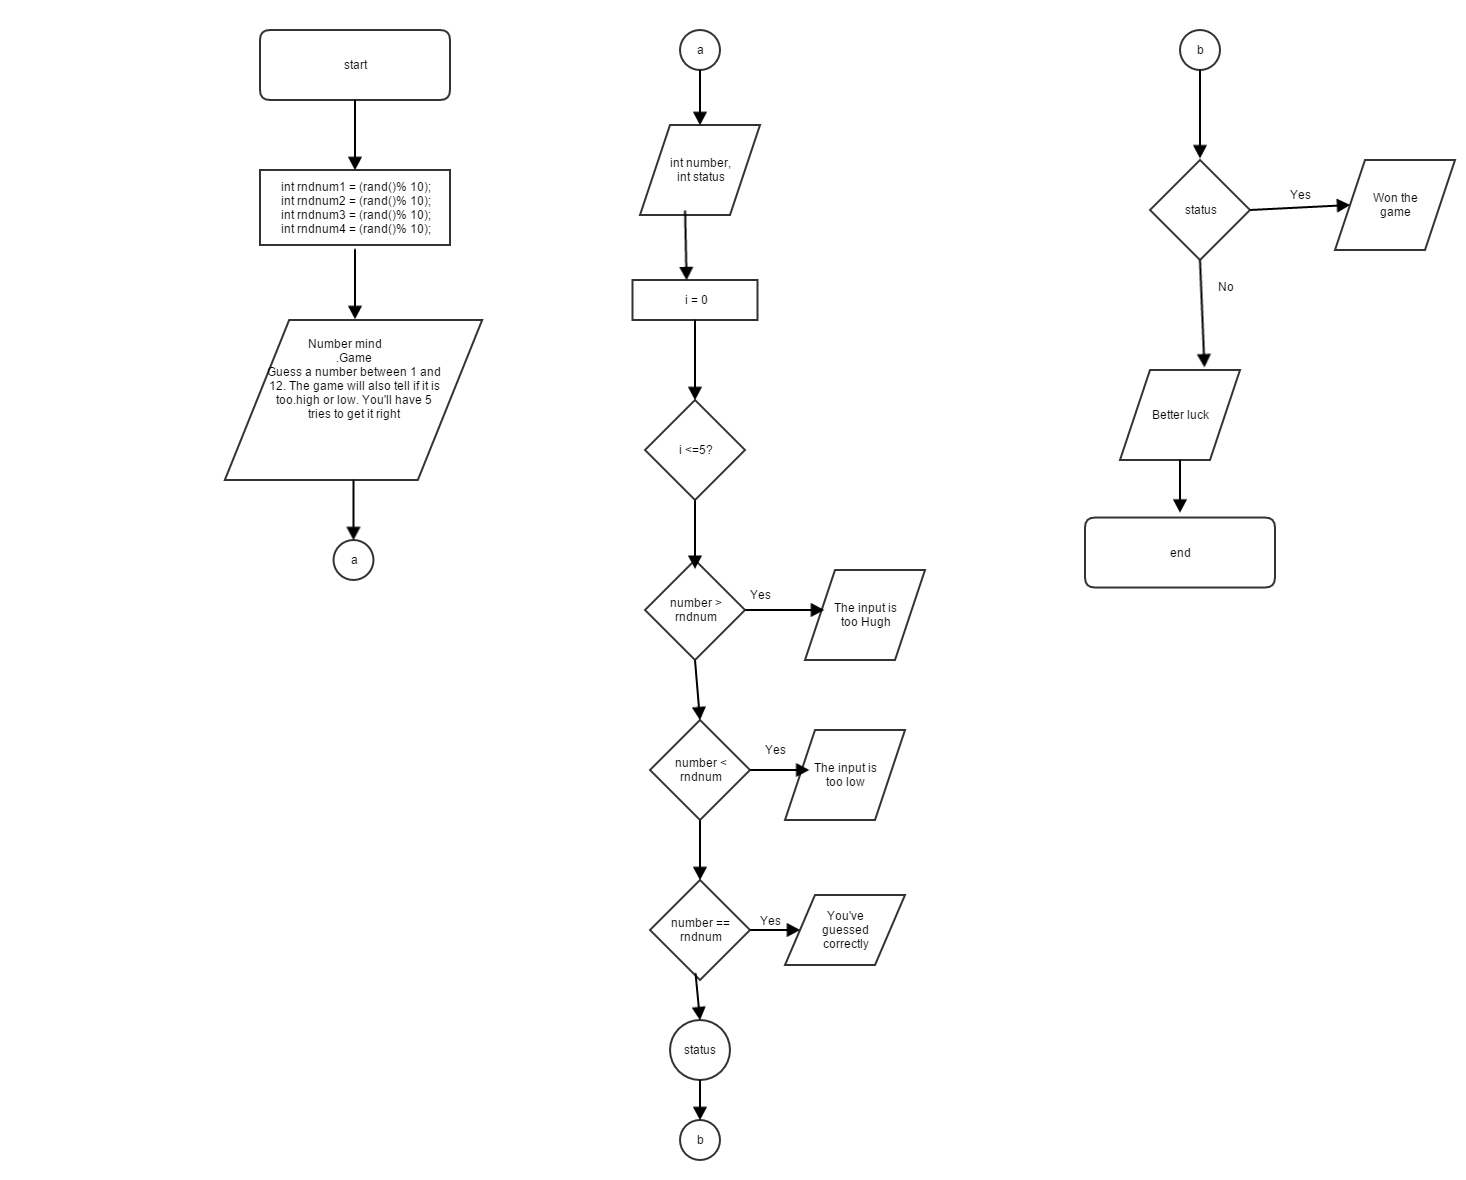 start
int rndnum1 = (rand()% 10);
int rndnum2 = (rand()% 10);
int rndnum3 = (rand()% 10);
int rndnum4 = (rand()% 10);
Number mind
.Game
Guess a number between 1 and
12. The game will also tell if it is
too.high or low. You'll have 5
tries to get it right
a
a
int number,
int status
i = 0
i <=5?
number >
rndnum
Yes
The input is
too Hugh
number <
rndnum
Yes
The input is
too low
number ==
rndnum
Yes
You've
guessed
correctly
status
b
b
status
Yes
Won the
game
No
Better luck
end